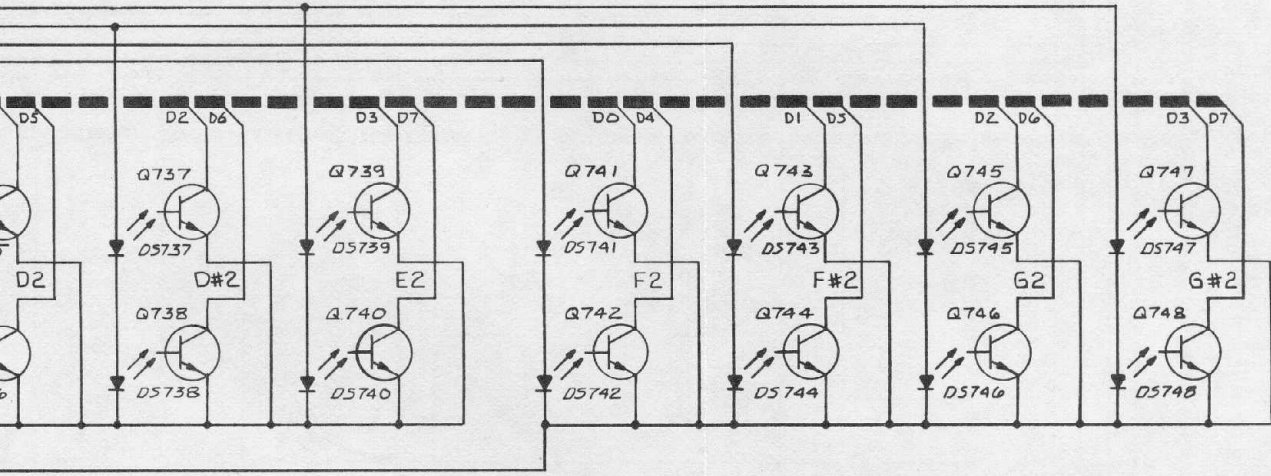 D5 D2 D6 D3 D7 D0 D4 D1 D5 D2 D6 D3 D7
Q737 Q739 Q741 Q743 Q745 Q747
DS737 DS739 DS741 DS743 DS745 DS747
D2 D#2 E2 F2 F#2 G2 G#2
Q738 Q740 Q742 Q744 Q746 Q748
DS738 DS740 DS742 DS744 DS746 DS748